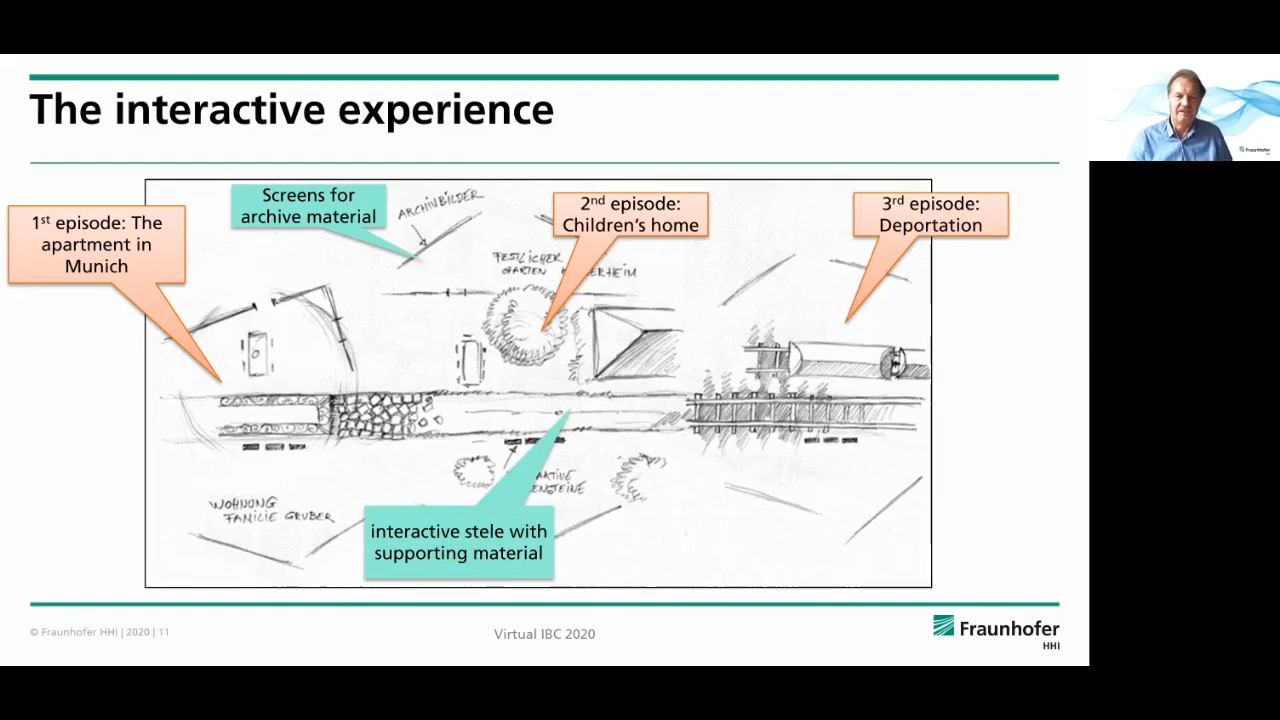 The interactive experience
Screens for
archive material
ARCHIVBILDER
2nd episode:
Children's home
3rd episode:
Deportation
1st episode: The
apartment in
Munich
FESTLICHER
GARTEN
WOHNUNG
FAMILIE GRUBER
interactive stele with
supporting material
© Fraunhofer HHI | 2020 | 11
Virtual IBC 2020
Fraunhofer
HHI
Fraunhofer